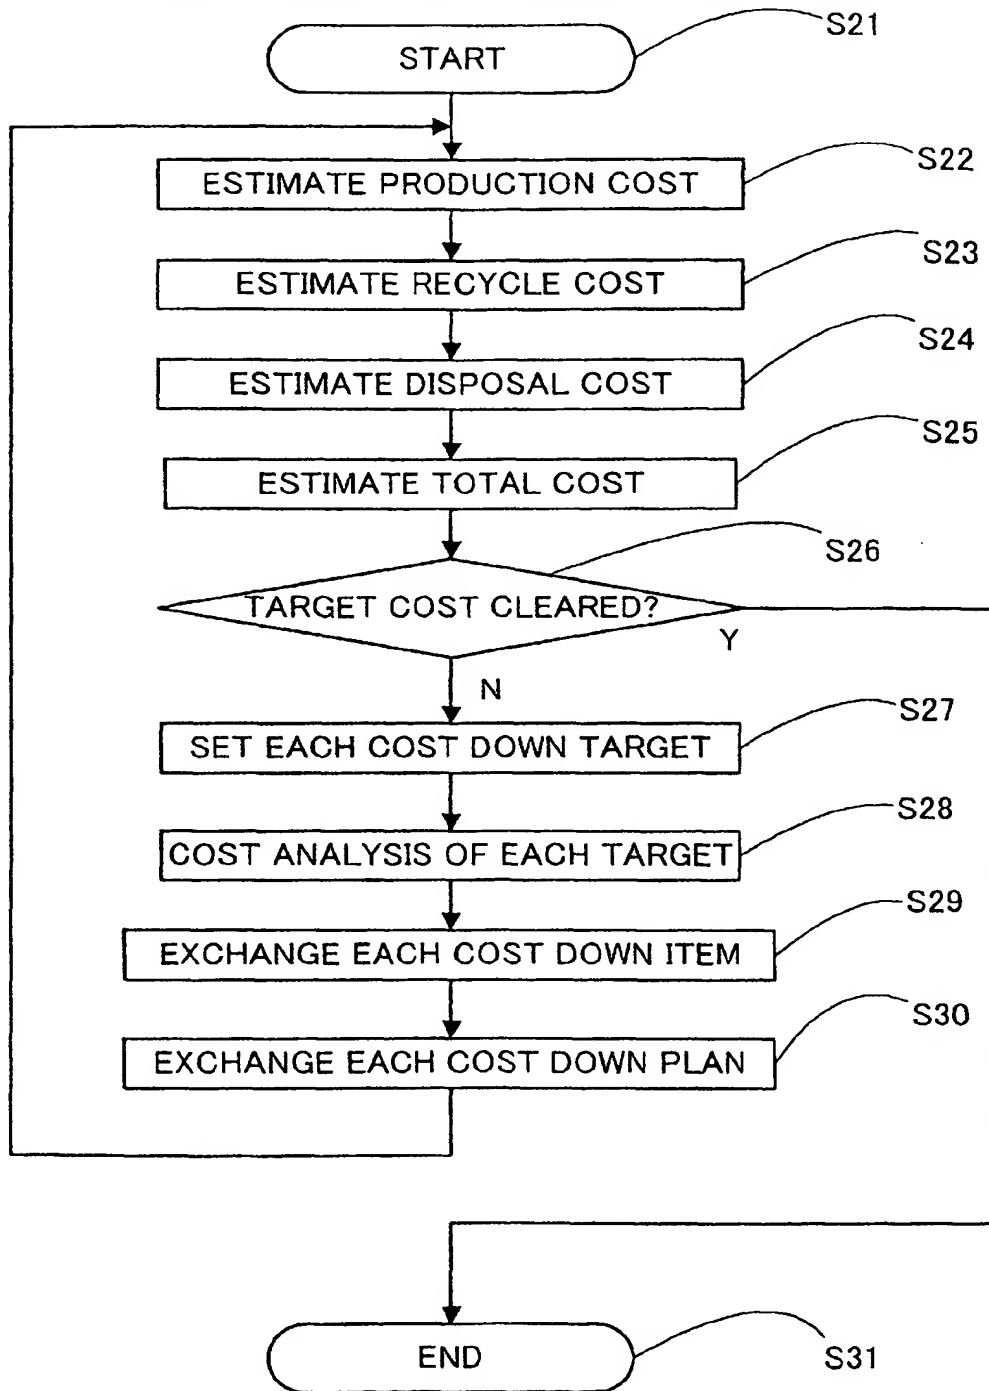 S21
START
S22
ESTIMATE PRODUCTION COST
S23
ESTIMATE RECYCLE COST
S24
ESTIMATE DISPOSAL COST
S25
ESTIMATE TOTAL COST
S26
TARGET COST CLEARED?
Y
N
S27
SET EACH COST DOWN TARGET
S28
COST ANALYSIS OF EACH TARGET
S29
EXCHANGE EACH COST DOWN ITEM
S30
EXCHANGE EACH COST DOWN PLAN
END
S31